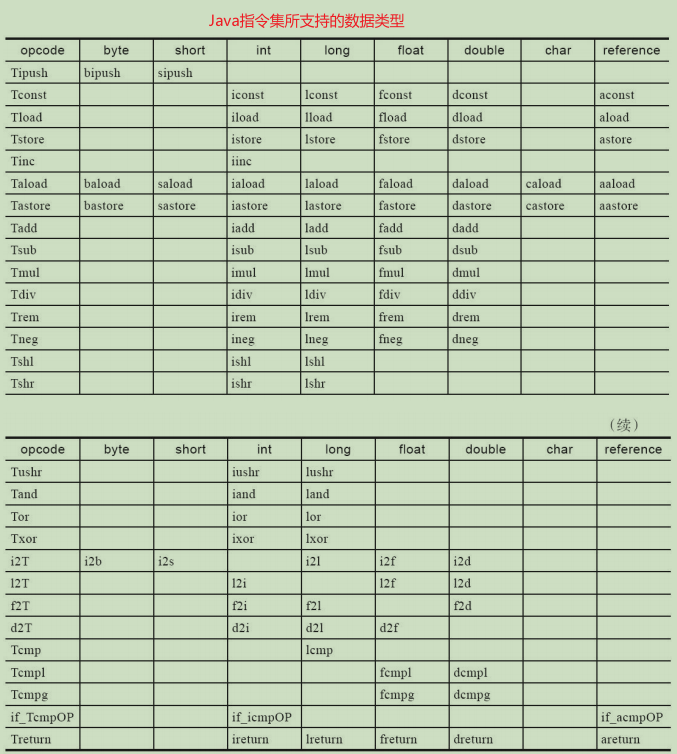 Java指令集所支持的数据类型
opcode byte short int long float double char reference
Tipush bipush sipush
Tconst iconst lconst fconst dconst aconst
Tload iload lload fload dload aload
Tstore istore lstore fstore dstore astore
Tinc iinc
Taload baload saload iaload laload faload daload caload aaload
Tastore bastore sastore iastore lastore fastore dastore castore aastore
Tadd iadd ladd fadd dadd
Tsub isub lsub fsub dsub
Tmul imul lmul fmul dmul
Tdiv idiv ldiv fdiv ddiv
Trem irem lrem frem drem
Tneg ineg lneg fneg dneg
Tshl ishl lshl
Tshr ishr lshr
（续）
opcode byte short int long float double char reference
Tushr iushr lushr
Tand iand land
Tor ior lor
Txor ixor lxor
i2T i2b i2s i2l i2f i2d
l2T l2i l2f l2d
f2T f2i f2l f2d
d2T d2i d2l d2f
Tcmp lcmp
Tcmpl fcmpl dcmpl
Tcmpg fcmpg dcmpg
if_TcmpOP if_icmpOP if_acmpOP
Treturn ireturn lreturn freturn dreturn areturn